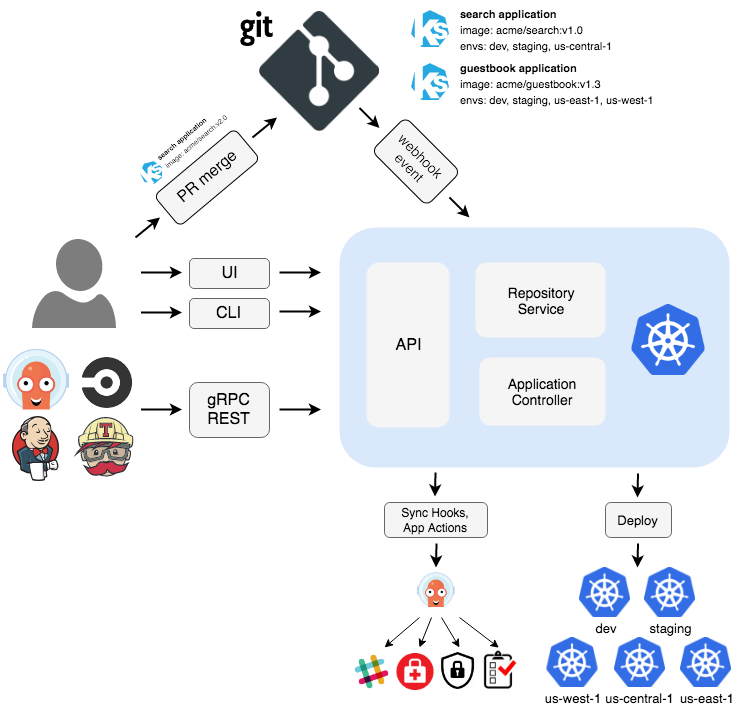 git
search application
image: acme/search:v1.0
envs: dev, staging, us-central-1
guestbook application
image: acme/guestbook:v1.3
envs: dev, staging, us-east-1, us-west-1
KS
KS
search application
image: acme/search:v2.0
KS
PR merge
webhook
event
UI
CLI
gRPC
REST
T
API
Repository
Service
Application
Controller
Sync Hooks,
App Actions
Deploy
dev
staging
us-west-1
us-central-1
us-east-1